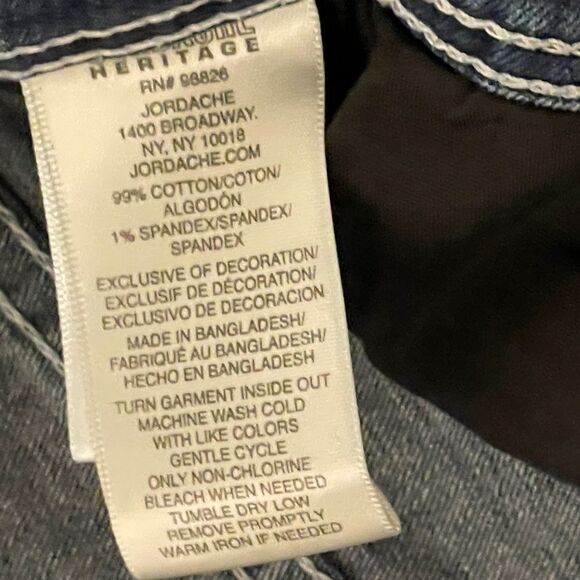 HERITAGE
RN# 98826
JORDACHE
1400 BROADWAY.
NY, NY 10018
JORDACHE.COM
99% COTTON/COTON/
ALGODÓN
1% SPANDEX/SPANDEX/
SPANDEX
EXCLUSIVE OF DECORATION/
EXCLUSIF DE DÉCORATION/
EXCLUSIVO DE DECORACION
MADE IN BANGLADESH/
FABRIQUÉ AU BANGLADESH/
HECHO EN BANGLADESH
TURN GARMENT INSIDE OUT
MACHINE WASH COLD
WITH LIKE COLORS
GENTLE CYCLE
ONLY NON-CHLORINE
BLEACH WHEN NEEDED
TUMBLE DRY LOW
REMOVE PROMPTLY
WARM IRON IF NEEDED